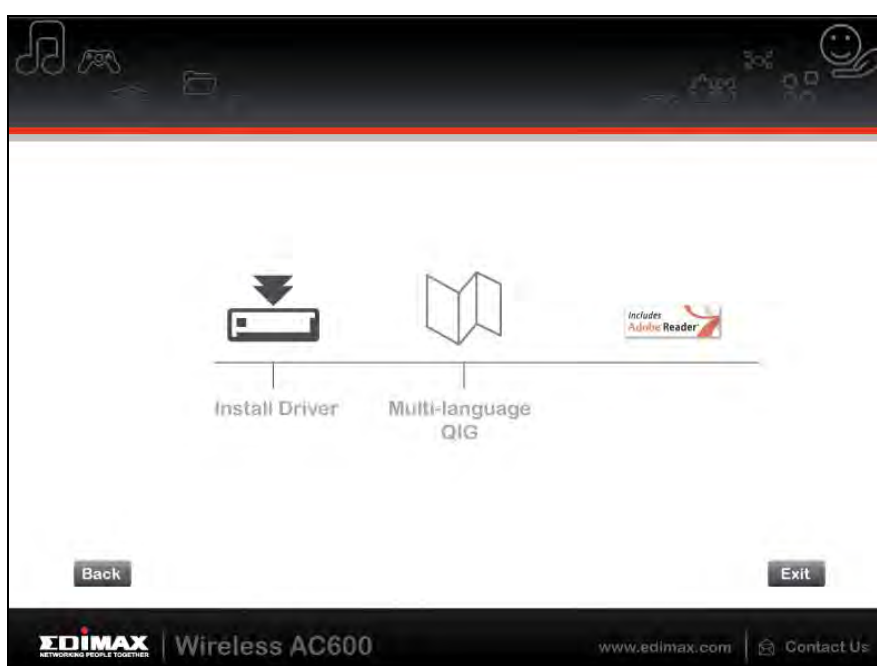 Includes
Adobe Reader
Install Driver
Multi-language
QIG
Back
Exit
EDIMAX
NETWORKING PEOPLE TOGETHER
Wireless AC600
www.edimax.com
Contact Us